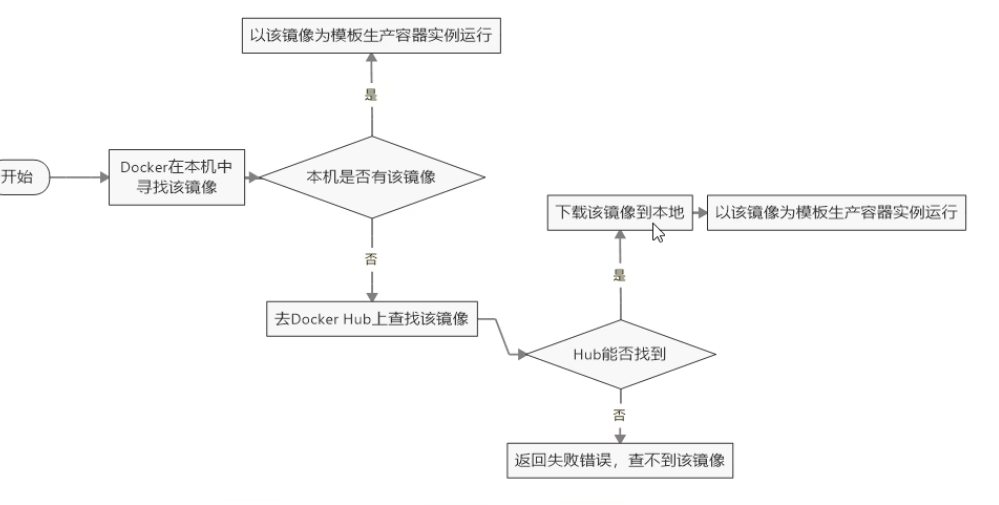 以该镜像为模板生产容器实例运行
是
开始
Docker在本机中
寻找该镜像
本机是否有该镜像
否
去Docker Hub上查找该镜像
下载该镜像到本地
以该镜像为模板生产容器实例运行
是
Hub能否找到
否
返回失败错误，查不到该镜像